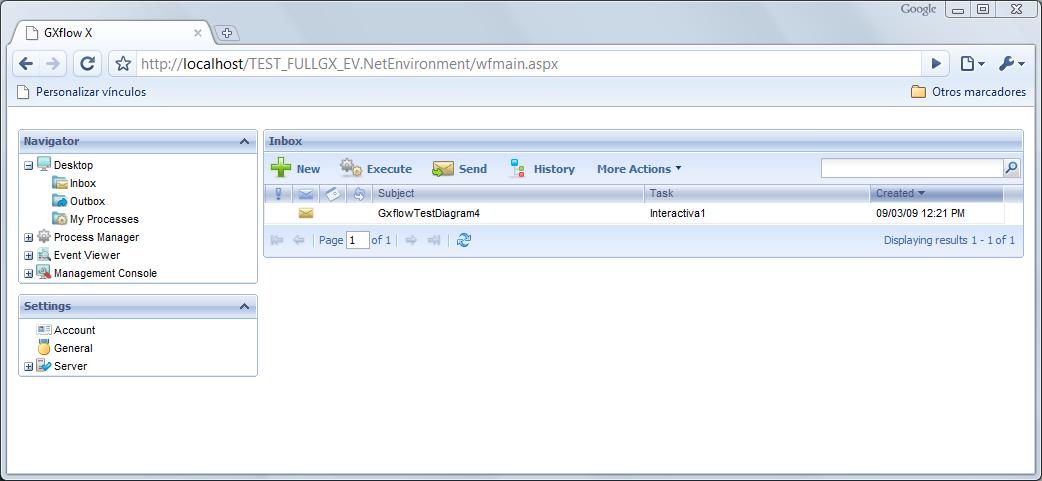 Google
GXflow X
http://localhost/TEST_FULLGX_EV.NetEnvironment/wfmain.aspx
Personalizar vínculos
Otros marcadores
Navigator
Desktop
Inbox
Outbox
My Processes
Process Manager
Event Viewer
Management Console
Settings
Account
General
Server
Inbox
New Execute Send History More Actions
Subject Task Created
GxflowTestDiagram4 Interactiva1 09/03/09 12:21 PM
Page 1 of 1 Displaying results 1 - 1 of 1